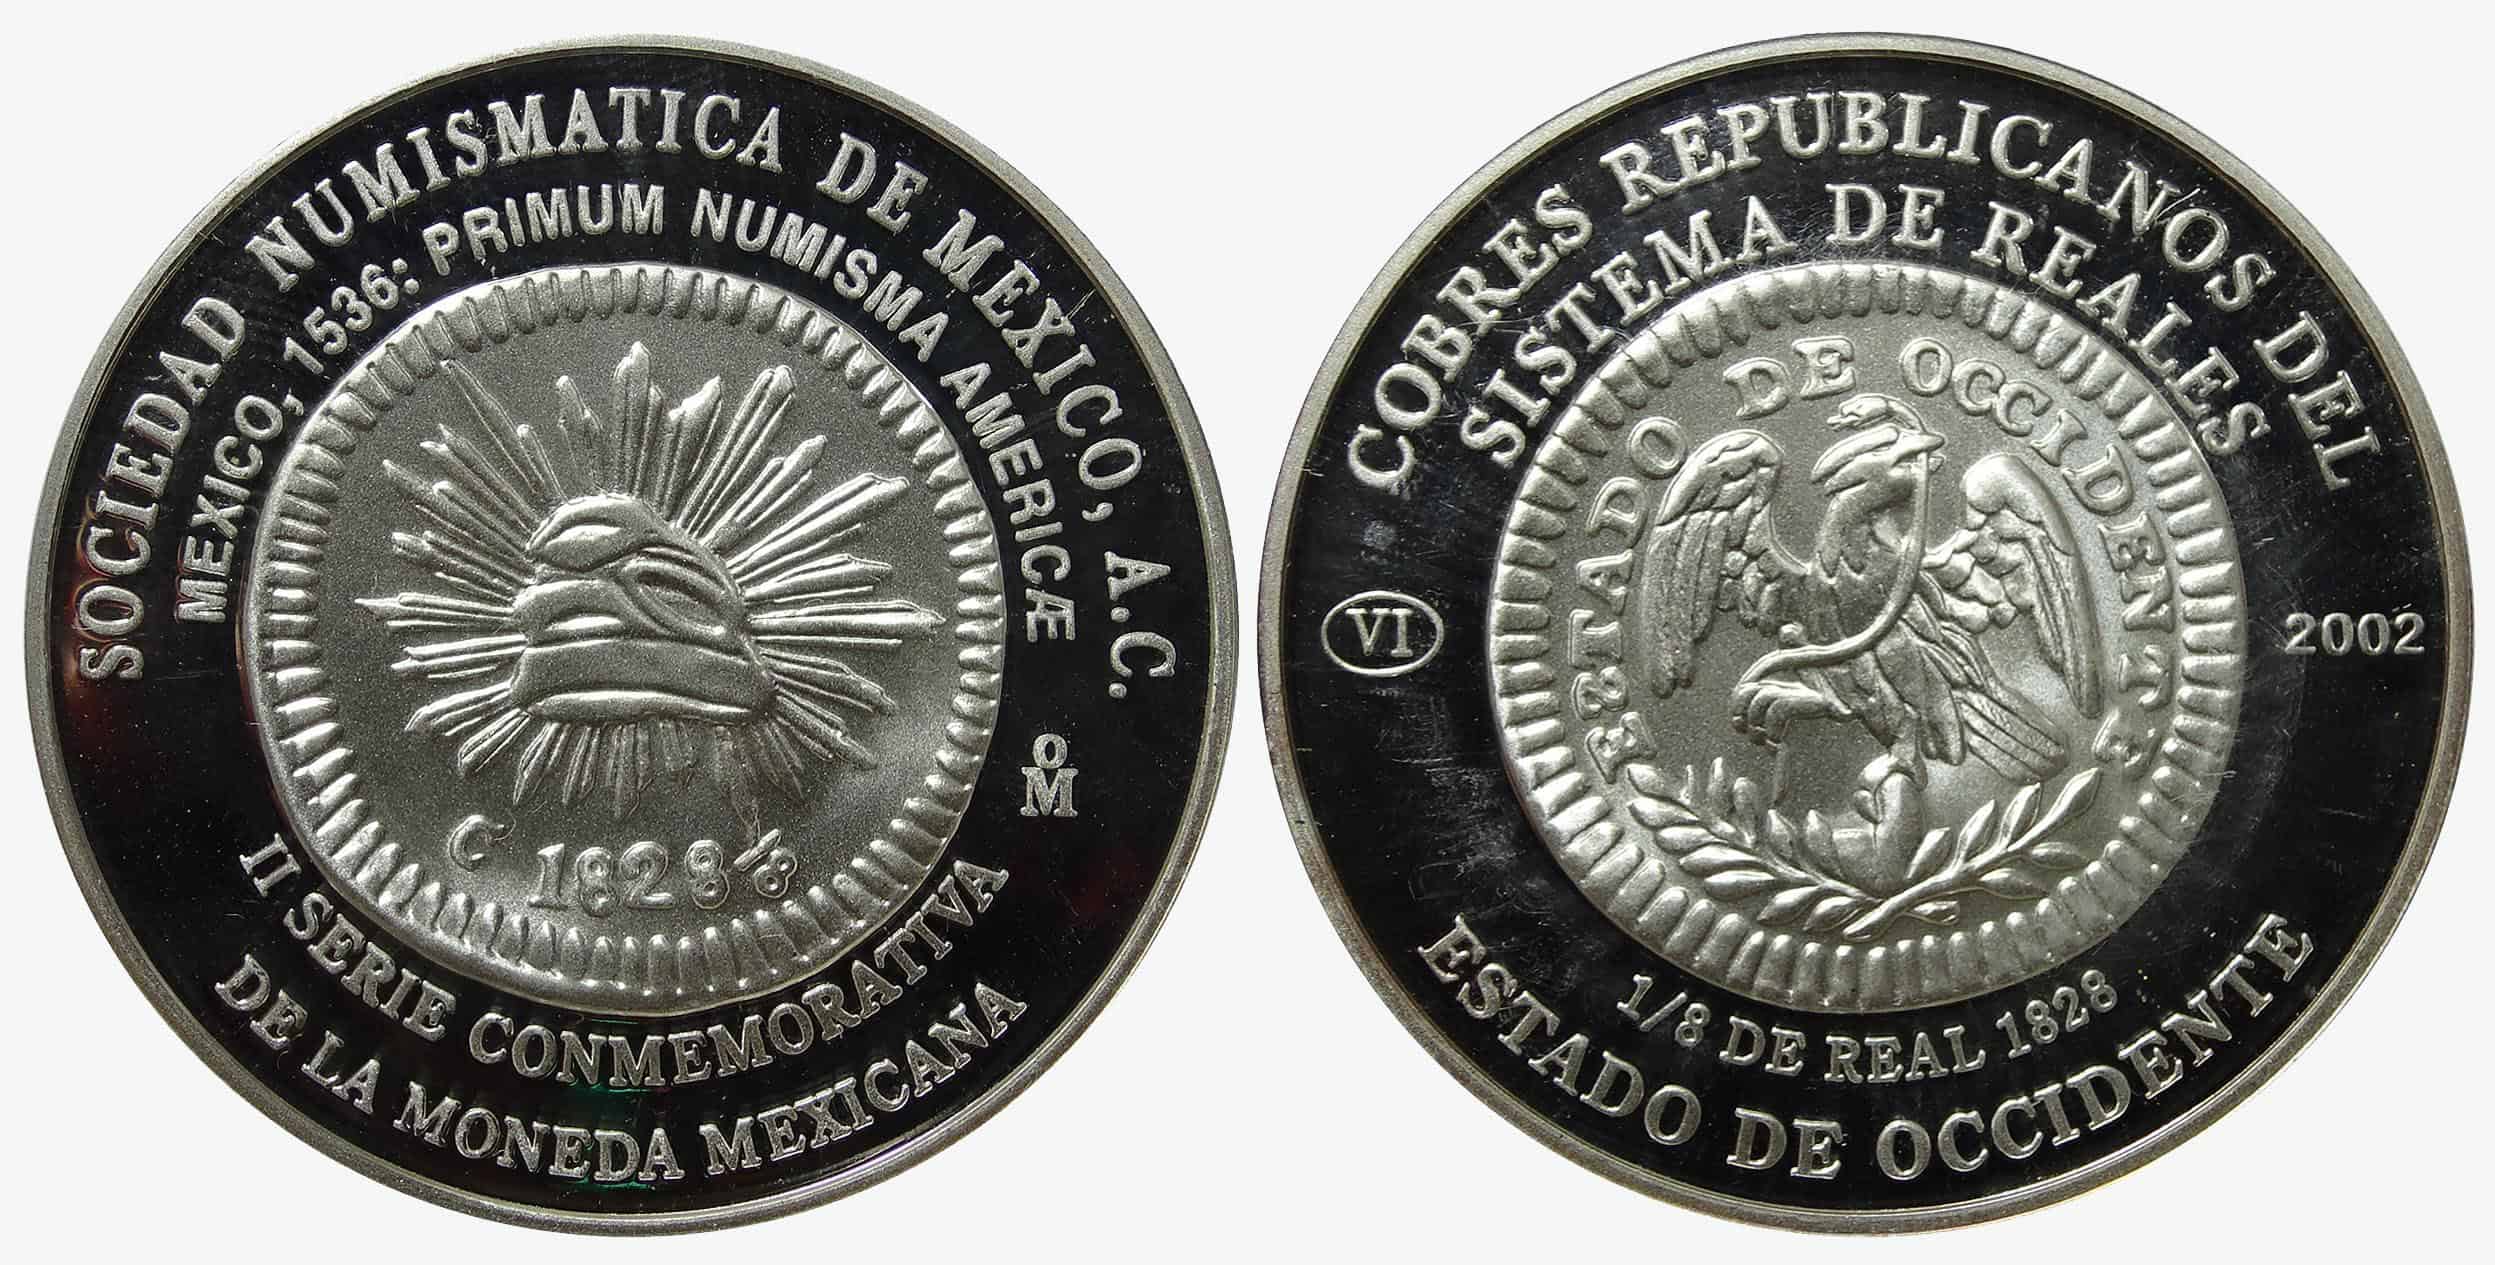 SOCIEDAD NUMISMATICA DE MEXICO, A.C.
MEXICO, 1536: PRIMUM NUMISMA AMERICÆ
C 1828 1/8
oM
II SERIE CONMEMORATIVA
DE LA MONEDA MEXICANA
COBRES REPUBLICANOS DEL
SISTEMA DE REALES
ESTADO DE OCCIDENTE
VI
2002
1/8 DE REAL 1828
ESTADO DE OCCIDENTE